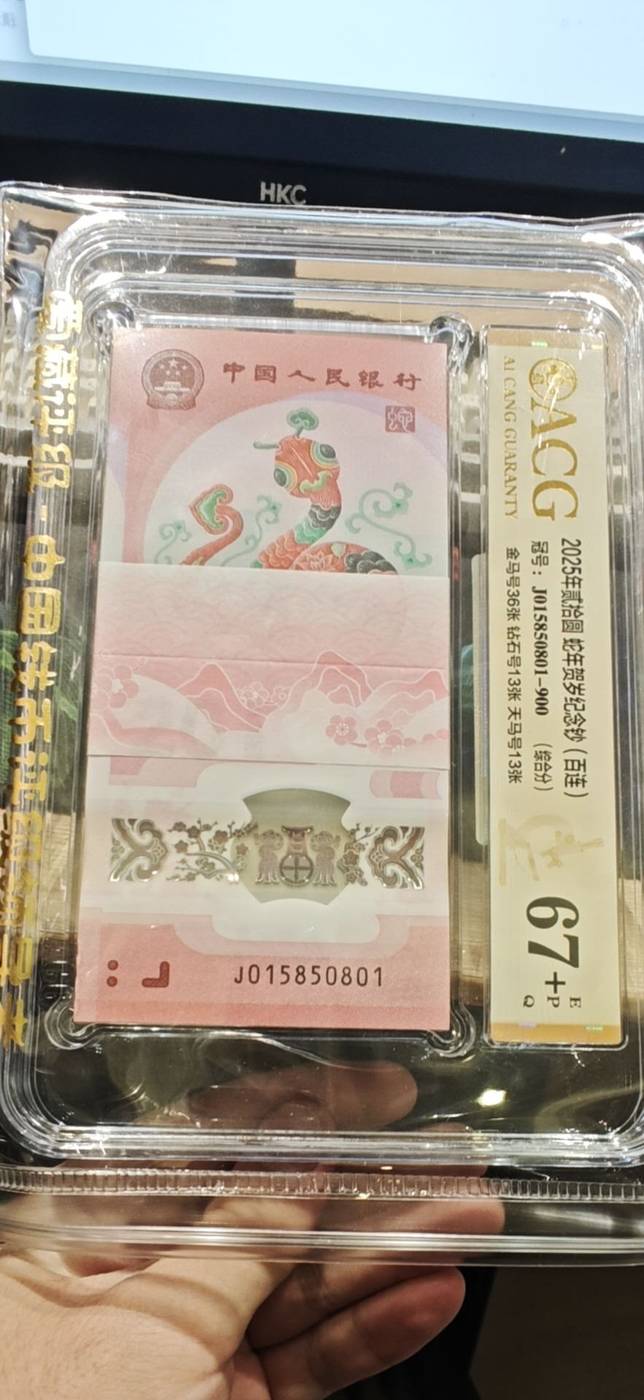 HKC
中国人民银行
J015850801
ACG
AI CANG GUARANTY
2025年贰拾圆 蛇年贺岁纪念钞（百连）
冠号：J015850801-900 （综合分）
金马号36张 钻石号13张 天马号13张
67+
E
P
Q